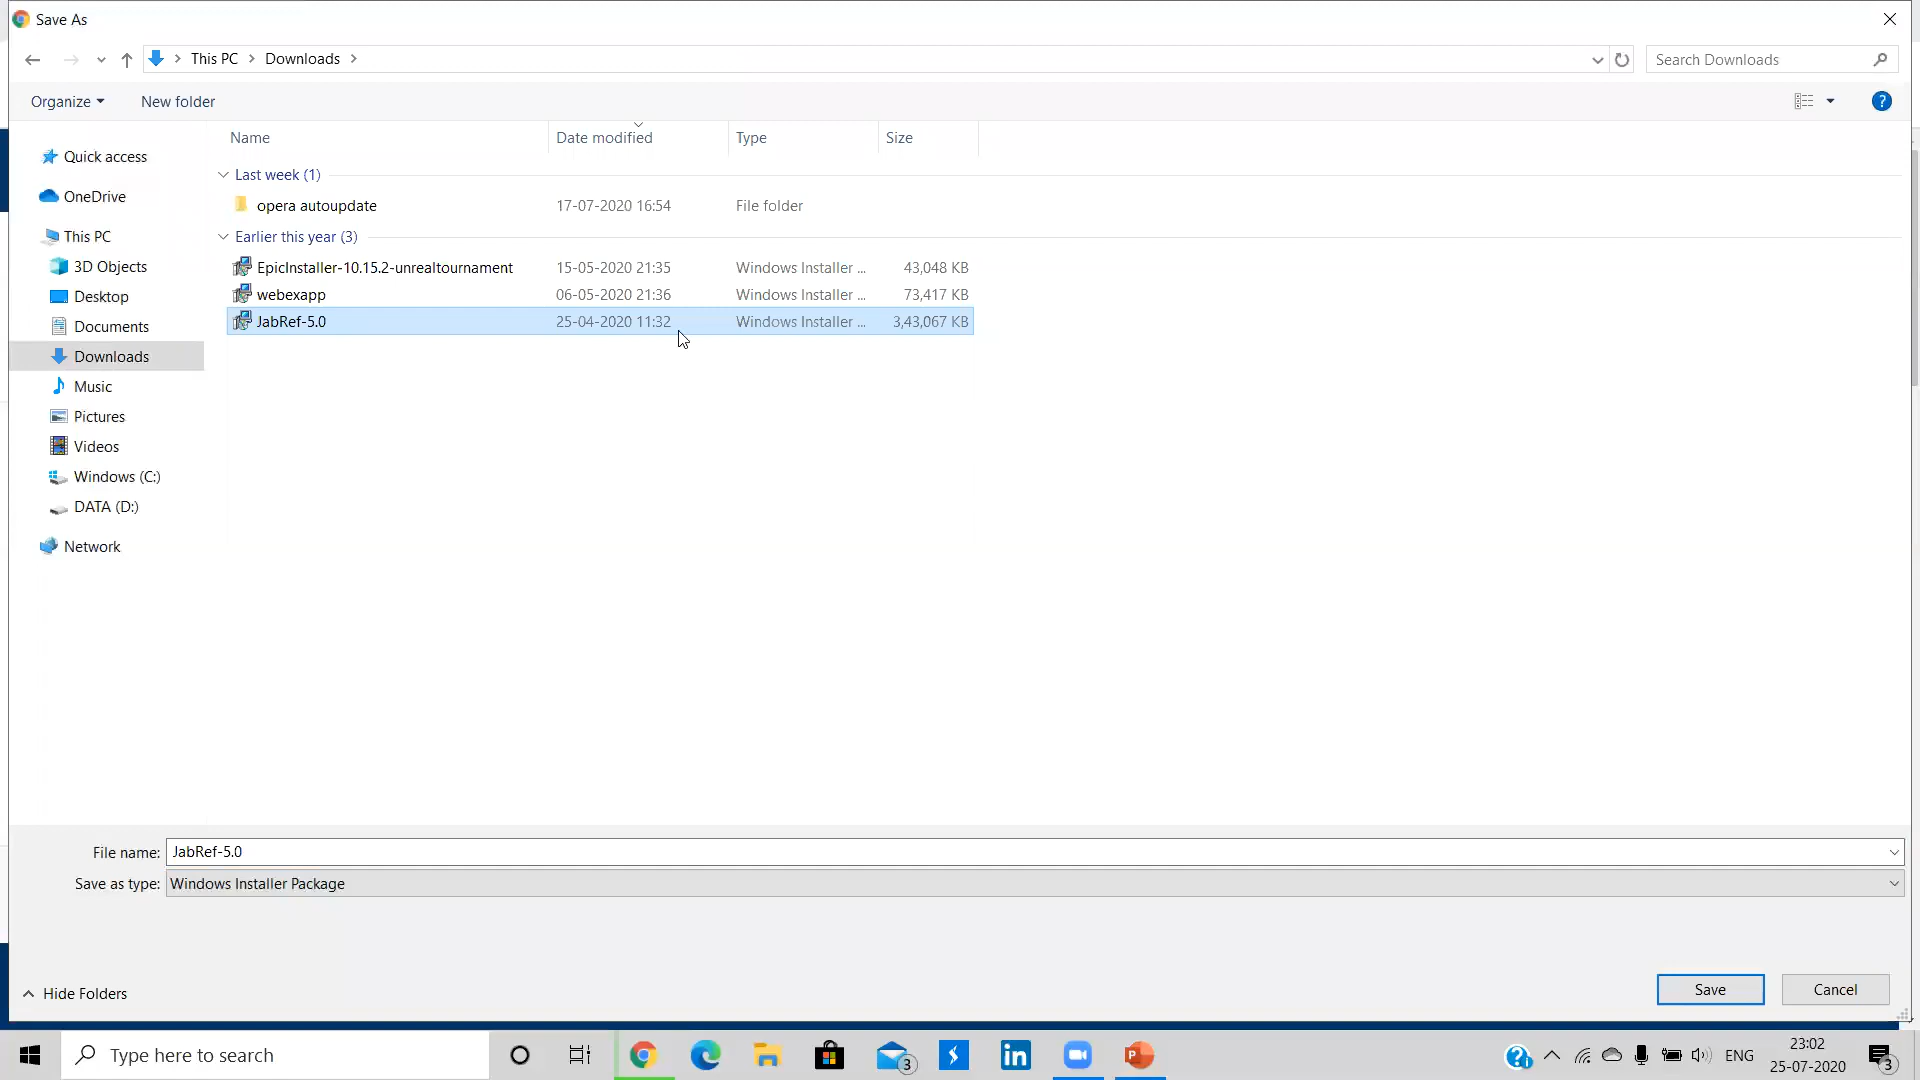 Save As
This PC > Downloads >
Search Downloads
Organize
New folder
?
Name
Date modified
Type
Size
Quick access
OneDrive
This PC
3D Objects
Desktop
Documents
Downloads
Music
Pictures
Videos
Windows (C:)
DATA (D:)
Network
Last week (1)
opera autoupdate 17-07-2020 16:54 File folder
Earlier this year (3)
EpicInstaller-10.15.2-unrealtournament 15-05-2020 21:35 Windows Installer ... 43,048 KB
webexapp 06-05-2020 21:36 Windows Installer ... 73,417 KB
JabRef-5.0 25-04-2020 11:32 Windows Installer ... 3,43,067 KB
File name: JabRef-5.0
Save as type: Windows Installer Package
Hide Folders
Save
Cancel
Type here to search
3
in
P
?
ENG
23:02
25-07-2020
3